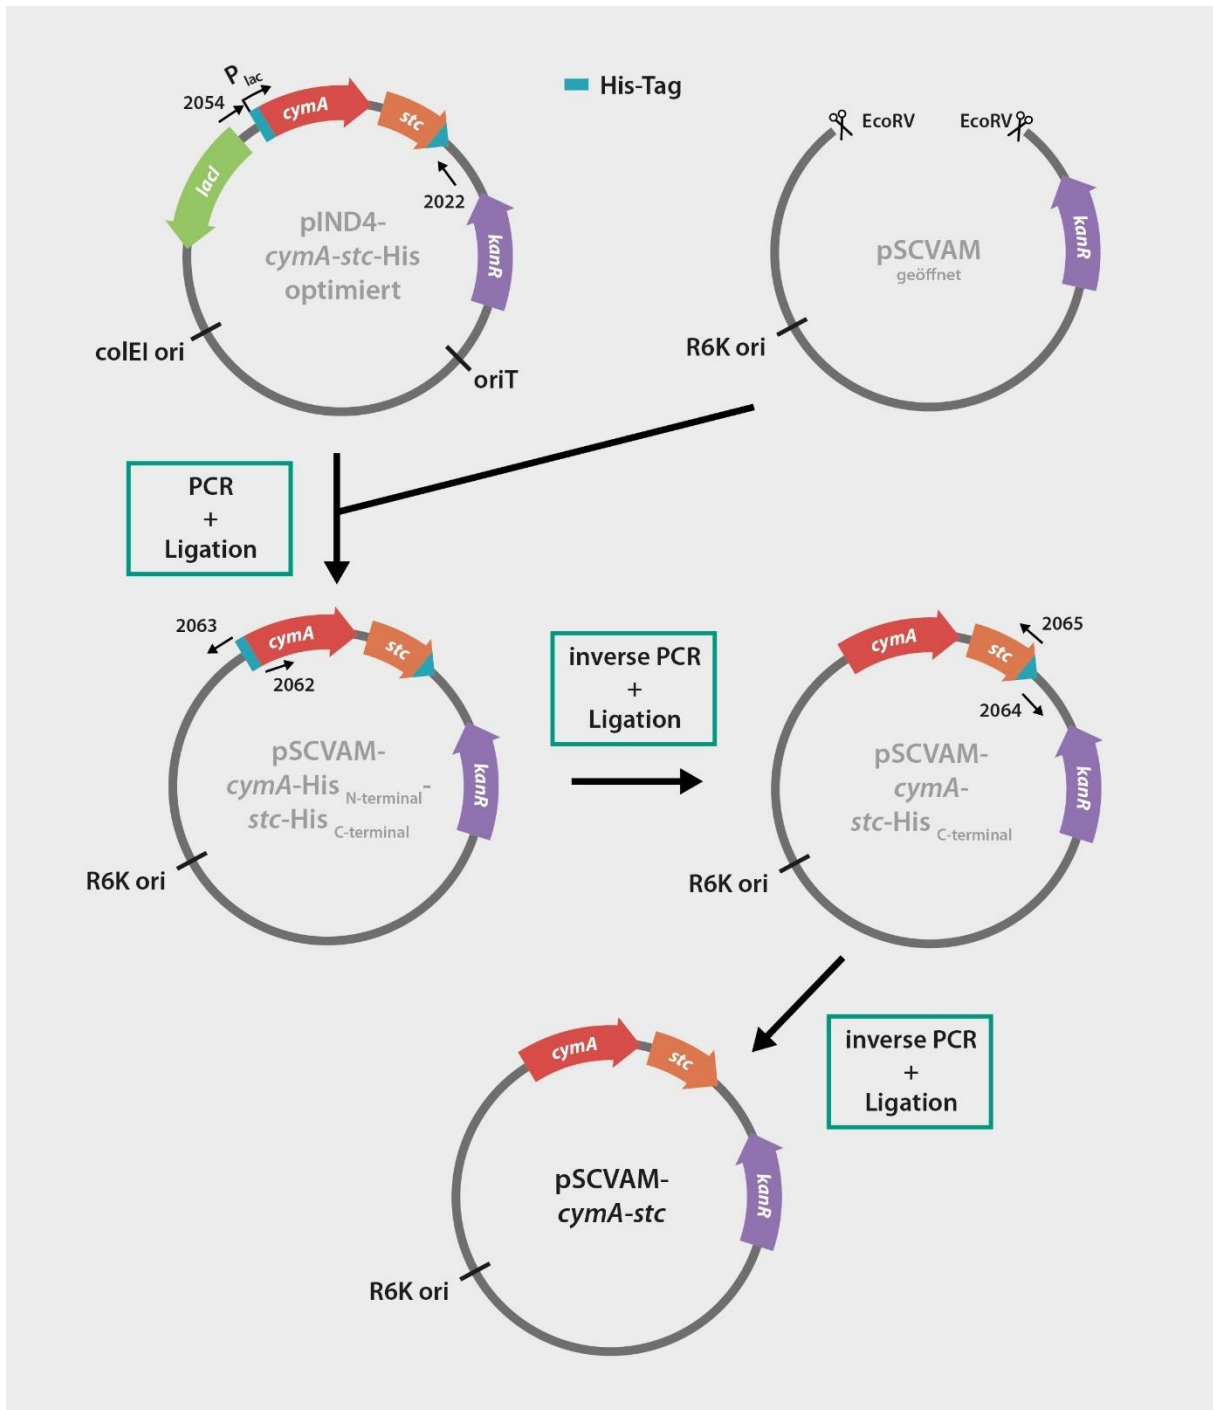 P lac
2054
cymA
stc
His-Tag
lacI
2022
kanR
pIND4-
cymA-stc-His
optimiert
colEI ori
oriT
EcoRV
EcoRV
kanR
pSCVAM
geöffnet
R6K ori
PCR
+
Ligation
2063
cymA
stc
2062
kanR
pSCVAM-
cymA-His N-terminal-
stc-His C-terminal
R6K ori
inverse PCR
+
Ligation
cymA
stc
2065
2064
kanR
pSCVAM-
cymA-
stc-His C-terminal
R6K ori
inverse PCR
+
Ligation
cymA
stc
kanR
pSCVAM-
cymA-stc
R6K ori